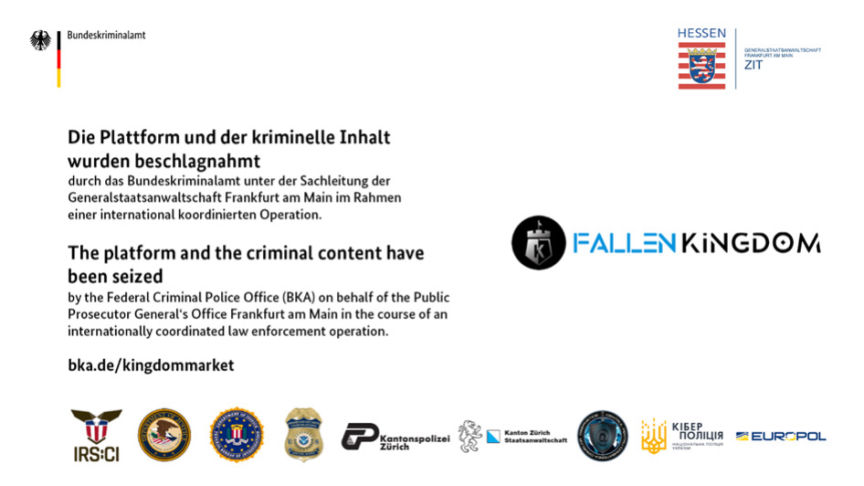 Bundeskriminalamt
HESSEN
GENERALSTAATSANWALTSCHAFT
FRANKFURT AM MAIN
ZIT
Die Plattform und der kriminelle Inhalt
wurden beschlagnahmt
durch das Bundeskriminalamt unter der Sachleitung der
Generalstaatsanwaltschaft Frankfurt am Main im Rahmen
einer international koordinierten Operation.
FALLEN KiNGDOM
The platform and the criminal content have
been seized
by the Federal Criminal Police Office (BKA) on behalf of the Public
Prosecutor General's Office Frankfurt am Main in the course of an
internationally coordinated law enforcement operation.
bka.de/kingdommarket
IRS:CI
Kantonspolizei
Zürich
Kanton Zürich
Staatsanwaltschaft
КІБЕР
ПОЛІЦІЯ
НАЦІОНАЛЬНА ПОЛІЦІЯ
УКРАЇНИ
EUROPOL